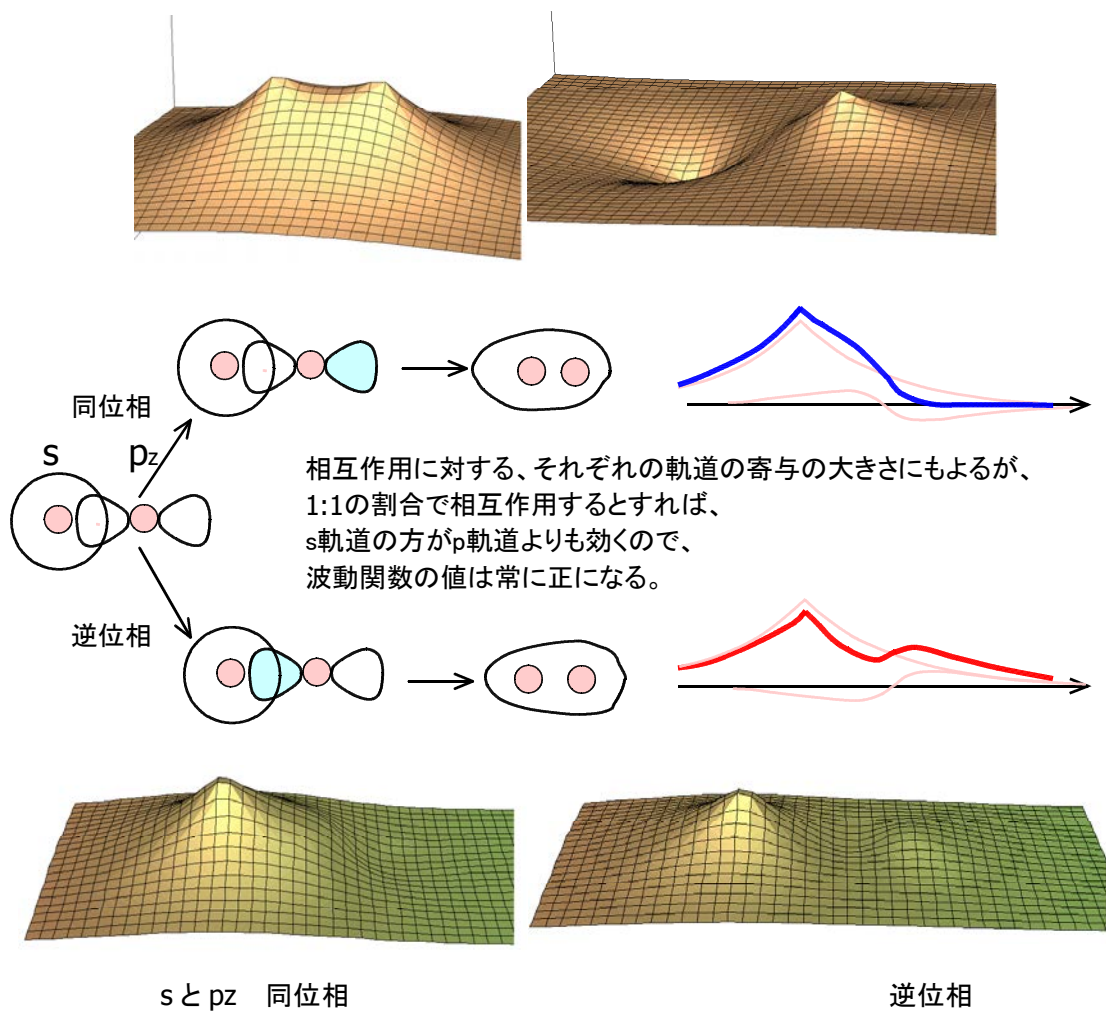 同位相
s pz
相互作用に対する、それぞれの軌道の寄与の大きさにもよるが、
1:1の割合で相互作用するとすれば、
s軌道の方がp軌道よりも効くので、
波動関数の値は常に正になる。
逆位相
sとpz 同位相
逆位相